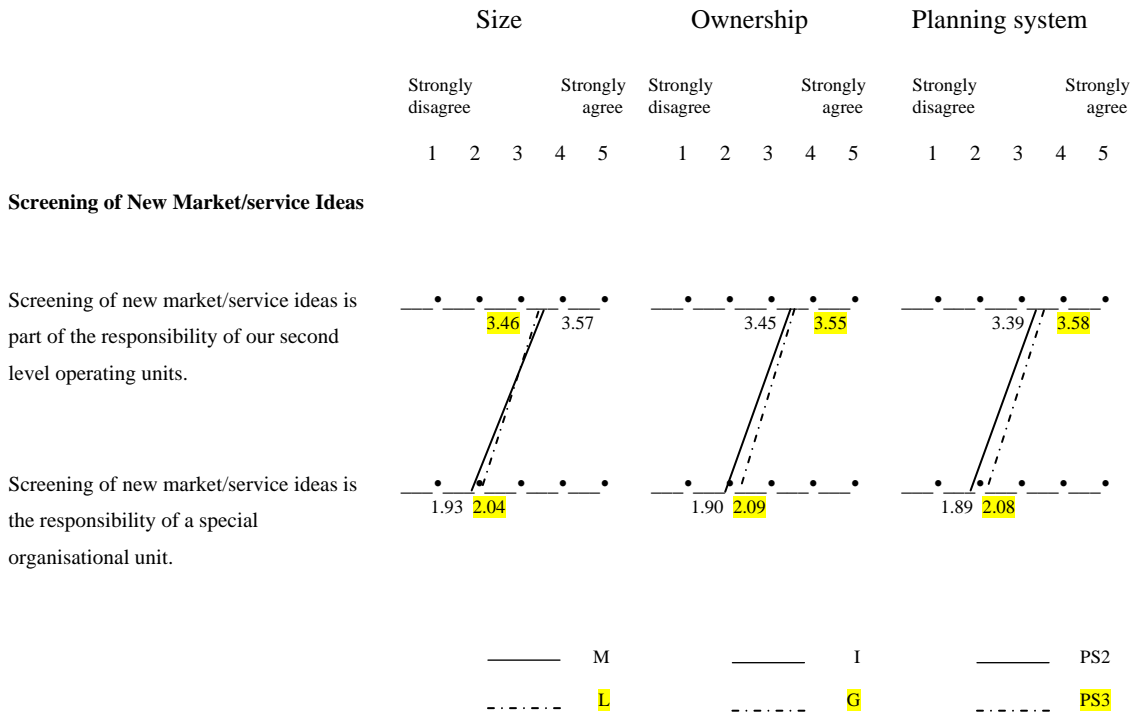 Size Ownership Planning system
Strongly disagree Strongly agree Strongly disagree Strongly agree Strongly disagree Strongly agree
1 2 3 4 5 1 2 3 4 5 1 2 3 4 5
Screening of New Market/service Ideas
Screening of new market/service ideas is
3.46 3.57 3.45 3.55 3.39 3.58
part of the responsibility of our second
level operating units.
Screening of new market/service ideas is
1.93 2.04 1.90 2.09 1.89 2.08
the responsibility of a special
organisational unit.
M I PS2
L G PS3